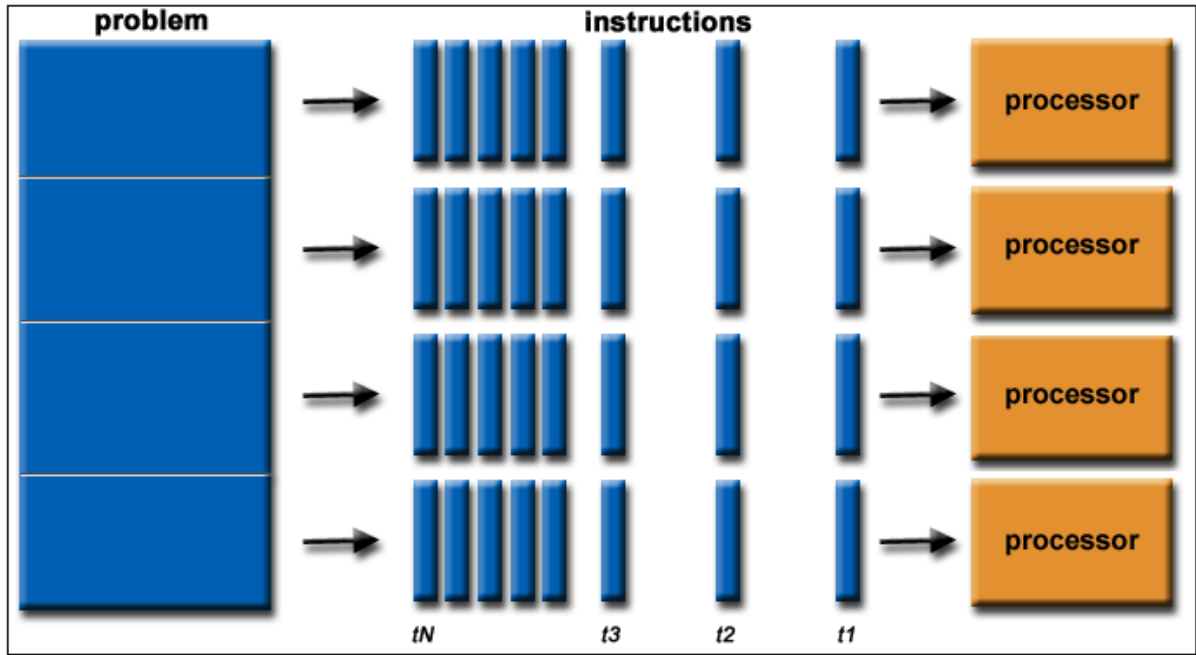 problem
instructions
processor
processor
processor
processor
tN t3 t2 t1